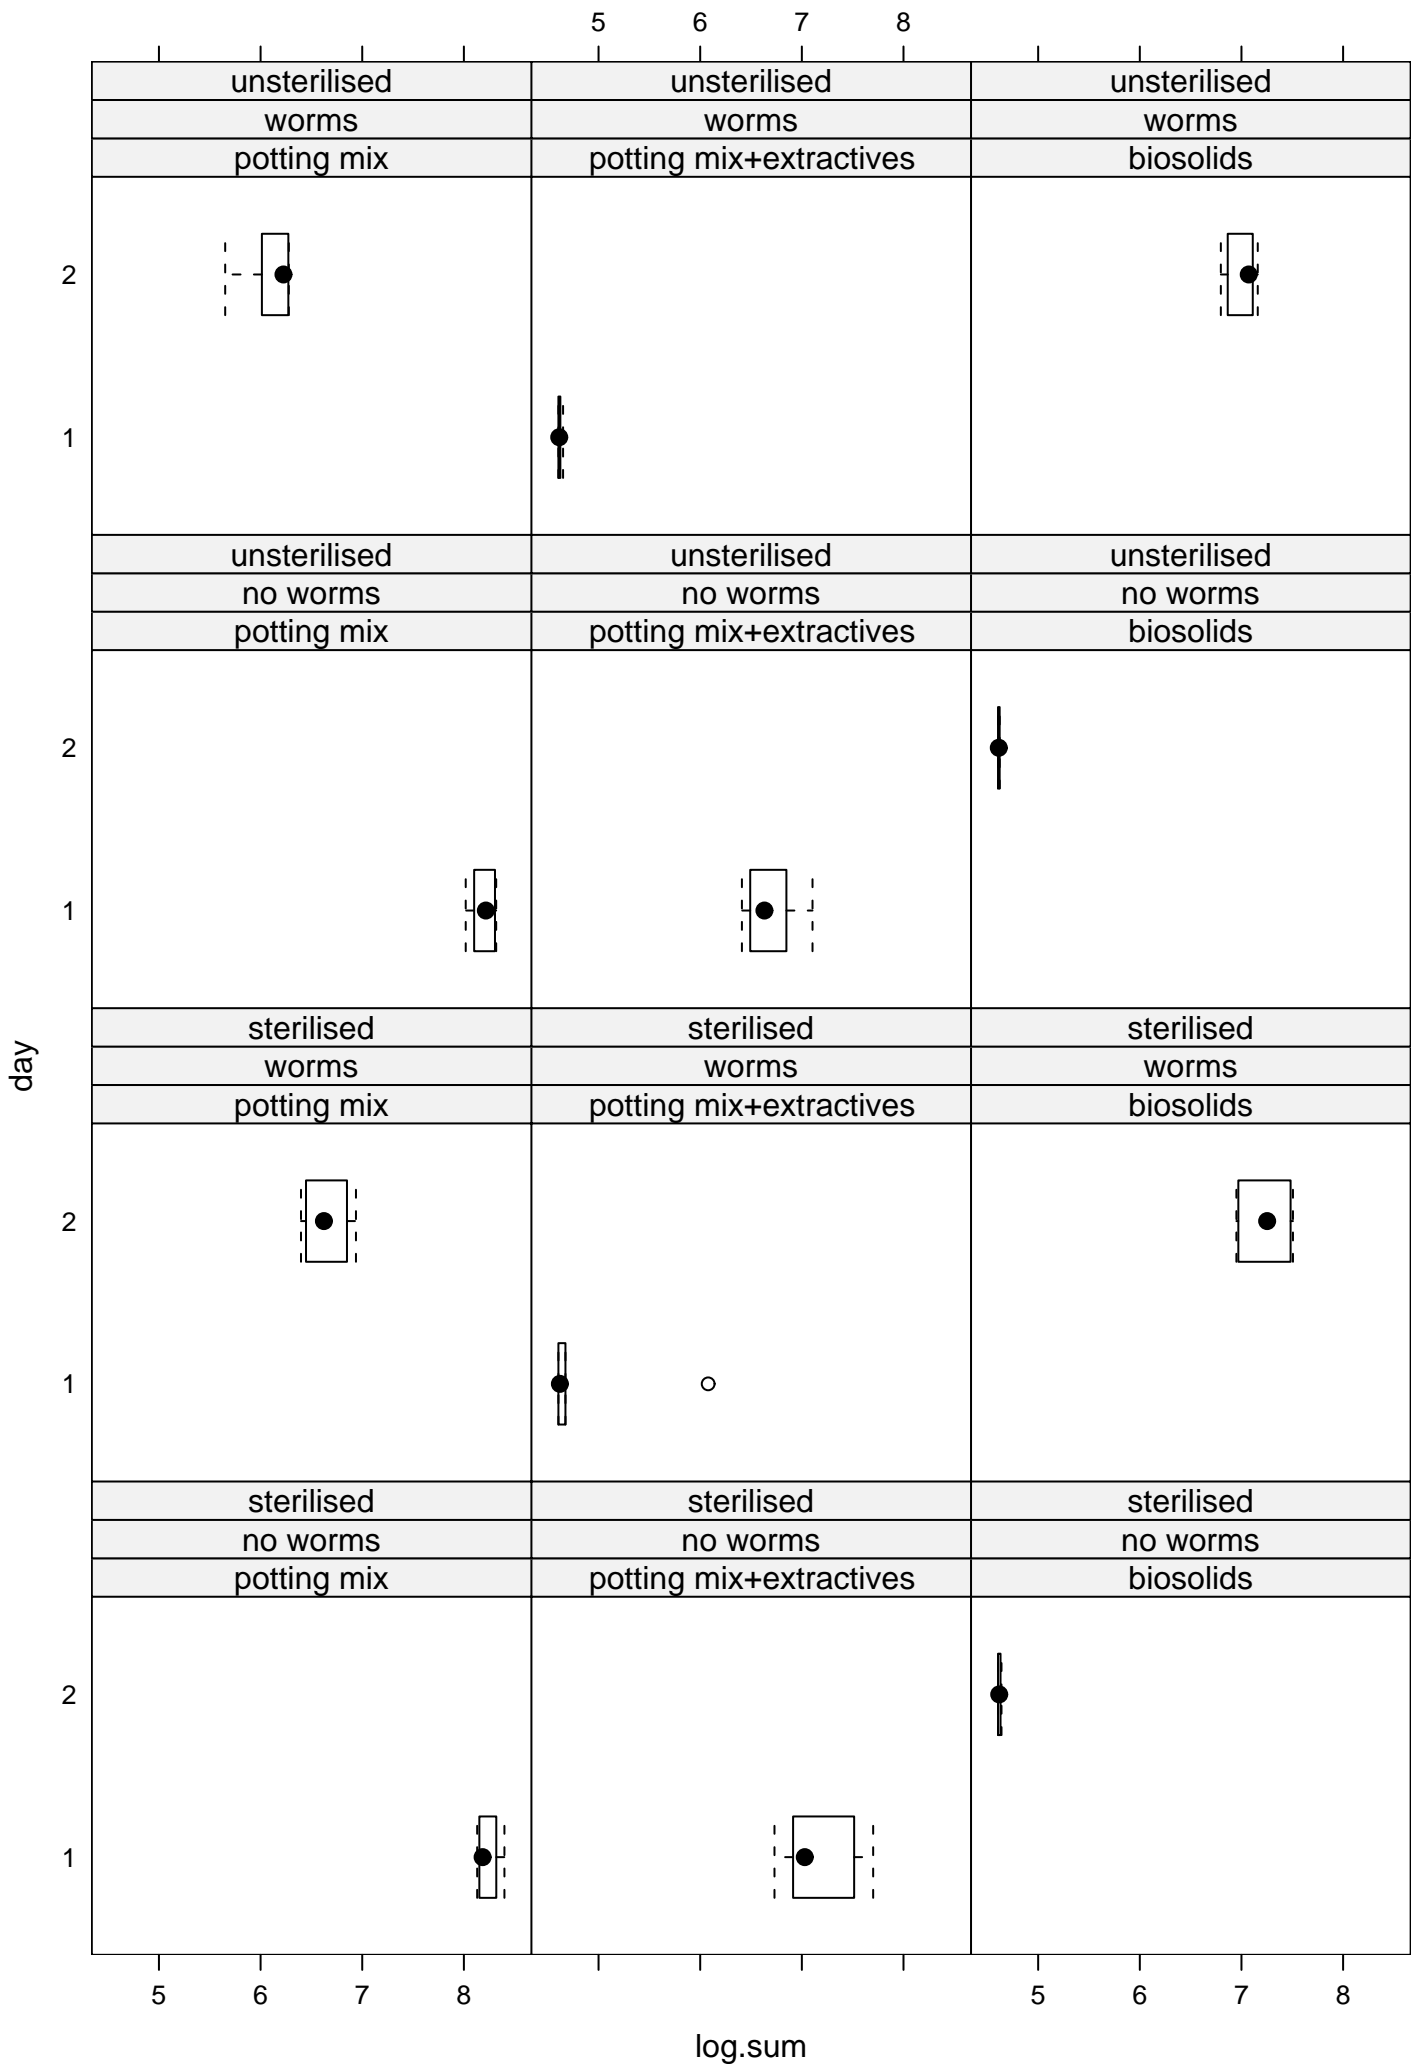 5 6 7 8
unsterilised unsterilised unsterilised
worms worms worms
potting mix potting mix+extractives biosolids
2
1
unsterilised unsterilised unsterilised
no worms no worms no worms
potting mix potting mix+extractives biosolids
2
1
sterilised sterilised sterilised
day
worms worms worms
potting mix potting mix+extractives biosolids
2
1
sterilised sterilised sterilised
no worms no worms no worms
potting mix potting mix+extractives biosolids
2
1
5 6 7 8 5 6 7 8
log.sum